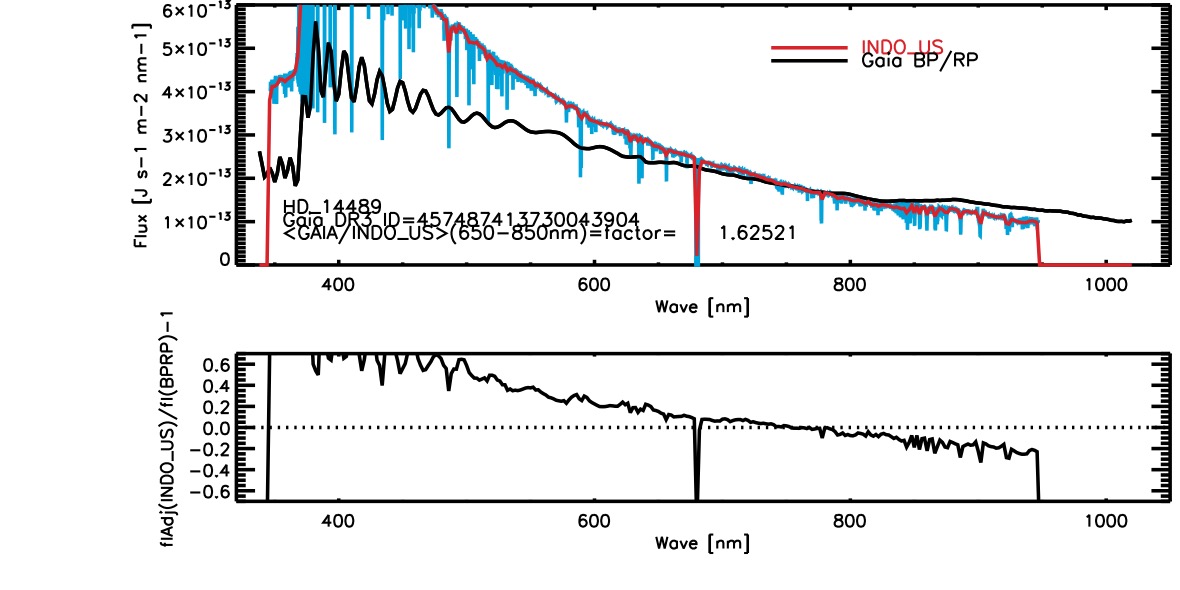 6×10−13
5×10−13
4×10−13
3×10−13
2×10−13
1×10−13
0
Flux [J s−1 m−2 nm−1]
INDO_US
Gaia BP/RP
HD_14489
Gaia DR3 ID=457487413730043904
<GAIA/INDO_US>(650−850nm)=factor= 1.62521
400 600 800 1000
Wave [nm]
flAdj(INDO_US)/fl(BPRP)−1
0.6
0.4
0.2
0.0
−0.2
−0.4
−0.6
400 600 800 1000
Wave [nm]